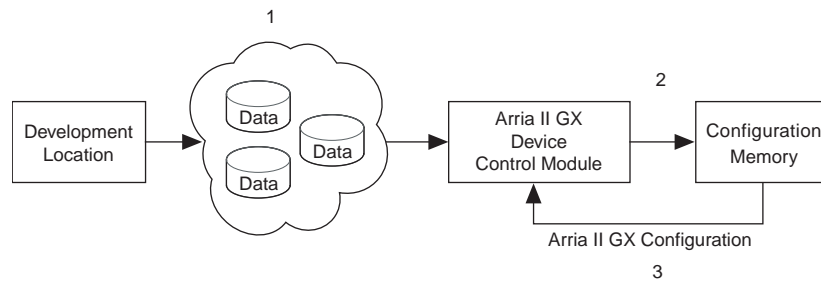 1
Development
Location
Data
Data
Data
Arria II GX
Device
Control Module
2
Configuration
Memory
Arria II GX Configuration
3